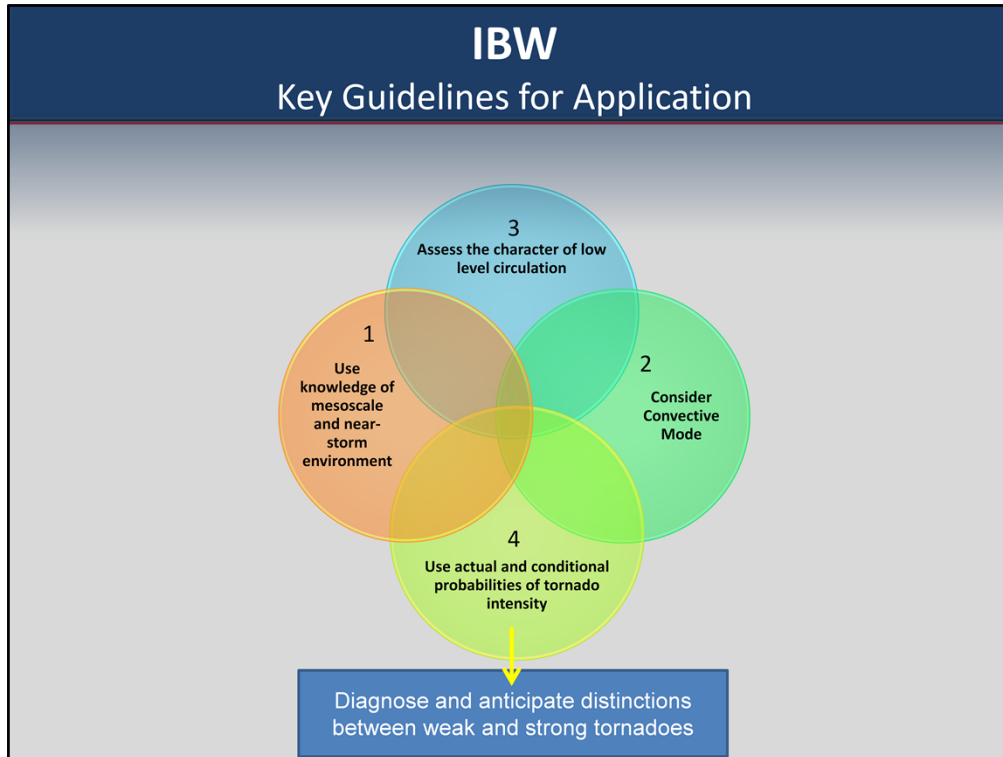 IBW
Key Guidelines for Application
3
Assess the character of low
level circulation
1
Use
knowledge of
mesoscale
and near-
storm
environment
2
Consider
Convective
Mode
4
Use actual and conditional
probabilities of tornado
intensity
Diagnose and anticipate distinctions
between weak and strong tornadoes